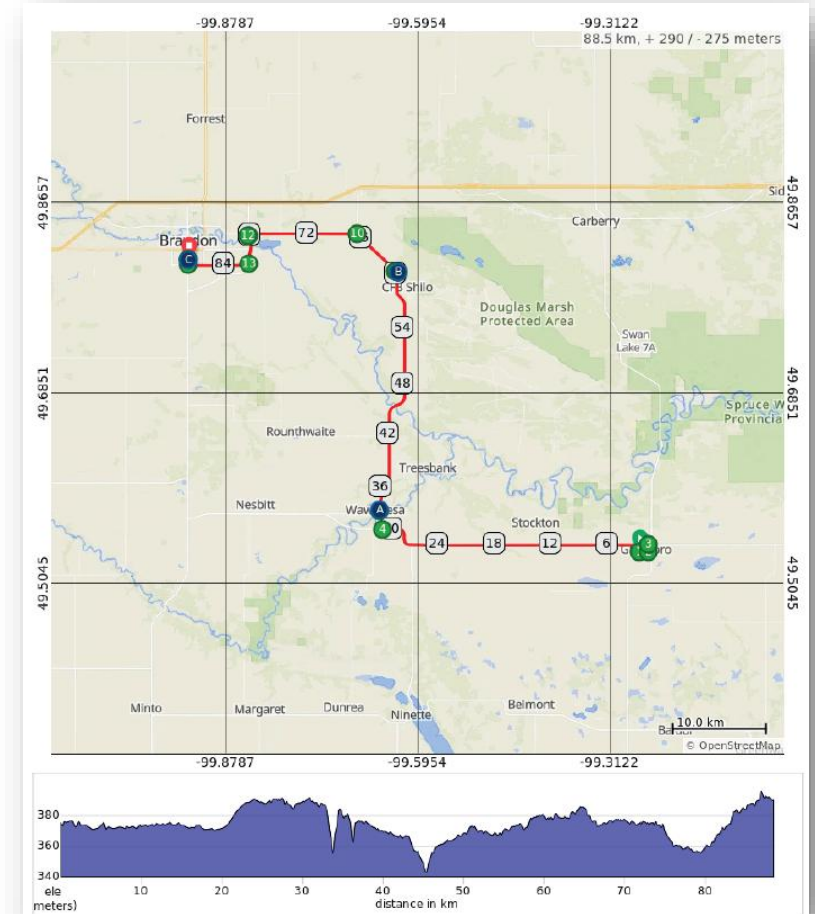 -99.8787 -99.5954 -99.3122
88.5 km, + 290 / - 275 meters
Forrest
49.8657
49.8657
Carberry
12
72
10
C
84
13
B
CFB Shilo
54
Douglas Marsh
Protected Area
Swan
Lake 7A
49.6851
48
49.6851
Spruce W
Provincia
42
Rounthwaite
Treesbank
36
Nesbitt
A
Stockton
4
24
18
12
6
3
49.5045
49.5045
Minto
Margaret
Dunrea
Ninette
Belmont
10.0 km
© OpenStreetMap
-99.8787 -99.5954 -99.3122
380
360
340
ele
meters)
10 20 30 40 50 60 70 80
distance in km